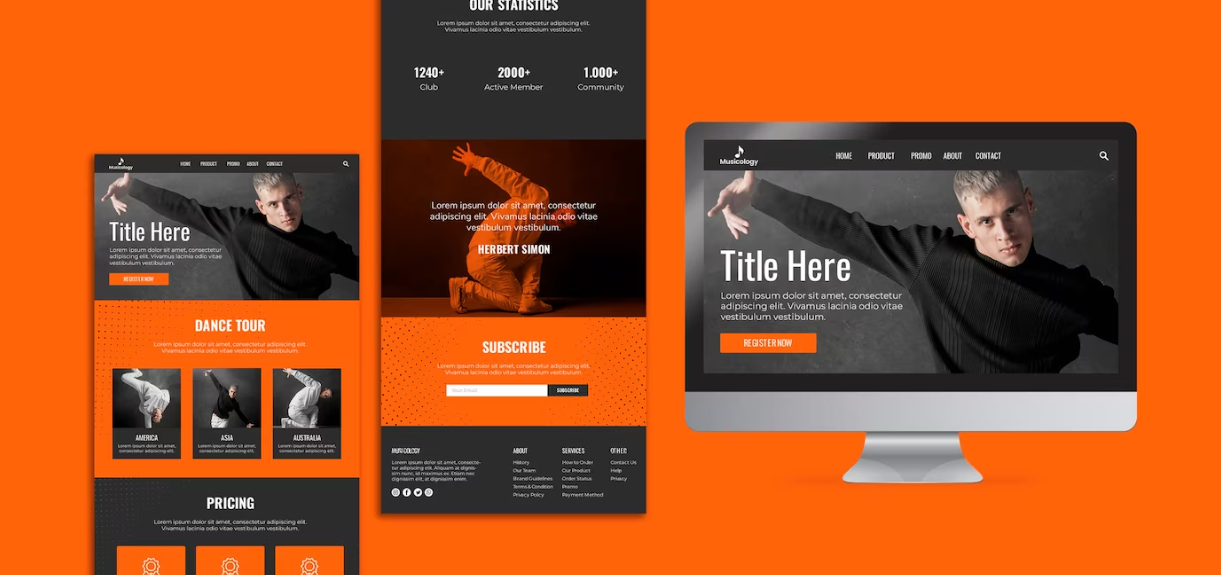 Musicology
HOME PRODUCT PROMO ABOUT CONTACT
Title Here
Lorem ipsum dolor sit amet, consectetur
adipiscing elit. Vivamus lacinia odio vitae
vestibulum vestibulum.
REGISTER NOW
DANCE TOUR
Lorem ipsum dolor sit amet, consectetur adipiscing elit.
Vivamus lacinia odio vitae vestibulum vestibulum.
AMERICA
Lorem ipsum dolor sit amet,
consectetur adipiscing elit.
ASIA
Lorem ipsum dolor sit amet,
consectetur adipiscing elit.
AUSTRALIA
Lorem ipsum dolor sit amet,
consectetur adipiscing elit.
PRICING
Lorem ipsum dolor sit amet, consectetur adipiscing elit.
Vivamus lacinia odio vitae vestibulum vestibulum.
OUR STATISTICS
Lorem ipsum dolor sit amet, consectetur adipiscing elit.
Vivamus lacinia odio vitae vestibulum vestibulum.
1240+
Club
2000+
Active Member
1.000+
Community
Lorem ipsum dolor sit amet, consectetur
adipiscing elit. Vivamus lacinia odio vitae
vestibulum vestibulum.
HERBERT SIMON
SUBSCRIBE
Lorem ipsum dolor sit amet, consectetur adipiscing elit.
Vivamus lacinia odio vitae vestibulum vestibulum.
Your Email
SUBSCRIBE
MUSICOLOGY
Lorem ipsum dolor sit amet, consecte-
tur adipiscing elit. Aliquam at dignis-
sim nunc, id maximus ex. Etiam nec
dignissim elit, at dignissim enim.
ABOUT
History
Our Team
Brand Guidelines
Terms & Condition
Privacy Policy
SERVICES
How to Order
Our Product
Order Status
Promo
Payment Method
OTHER
Contact Us
Help
Privacy
Musicology
HOME PRODUCT PROMO ABOUT CONTACT
Title Here
Lorem ipsum dolor sit amet, consectetur
adipiscing elit. Vivamus lacinia odio vitae
vestibulum vestibulum.
REGISTER NOW